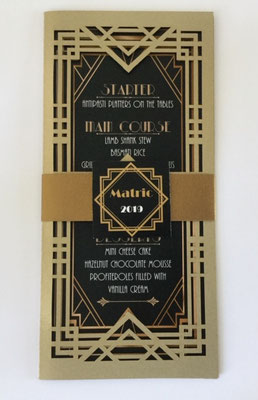 STARTER
ANTIPASTI PLATTERS ON THE TABLES
MAIN COURSE
LAMB SHANK STEW
BASMATI RICE
Matric
2019
MINI CHEESE CAKE
HAZELNUT CHOCOLATE MOUSSE
PROFITEROLES FILLED WITH
VANILLA CREAM